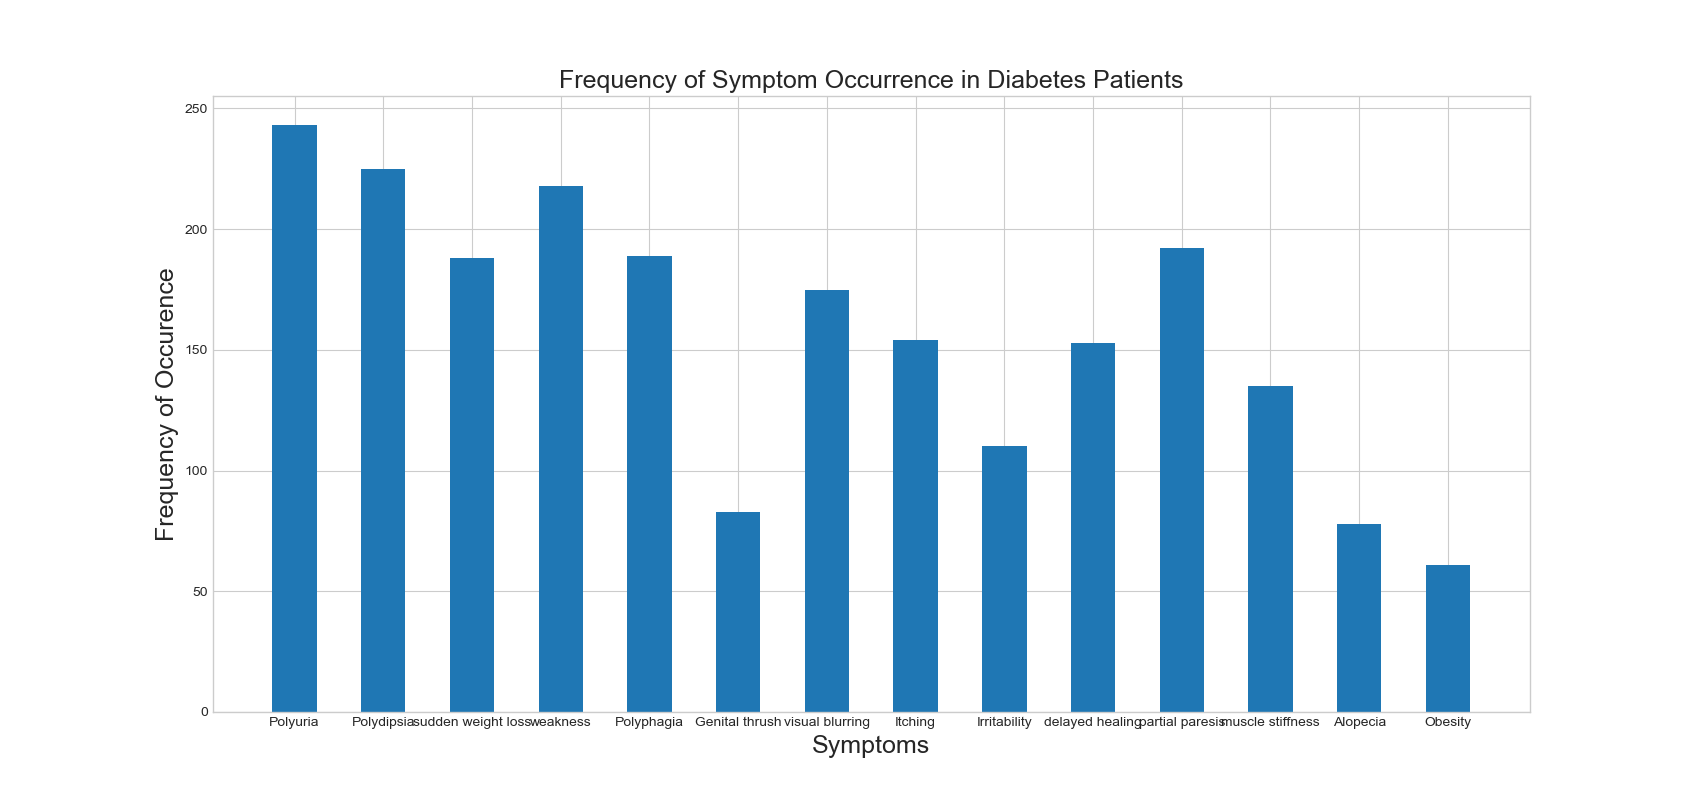 Frequency of Symptom Occurrence in Diabetes Patients
Frequency of Occurence
250
200
150
100
50
0
Polyuria Polydipsia sudden weight loss weakness Polyphagia Genital thrush visual blurring Itching Irritability delayed healing partial paresis muscle stiffness Alopecia Obesity
Symptoms